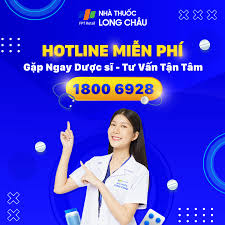 NHÀ THUỐC
FPT Retail
LONG CHÂU
HOTLINE MIỄN PHÍ
Gặp Ngay Dược sĩ - Tư Vấn Tận Tâm
1800 6928